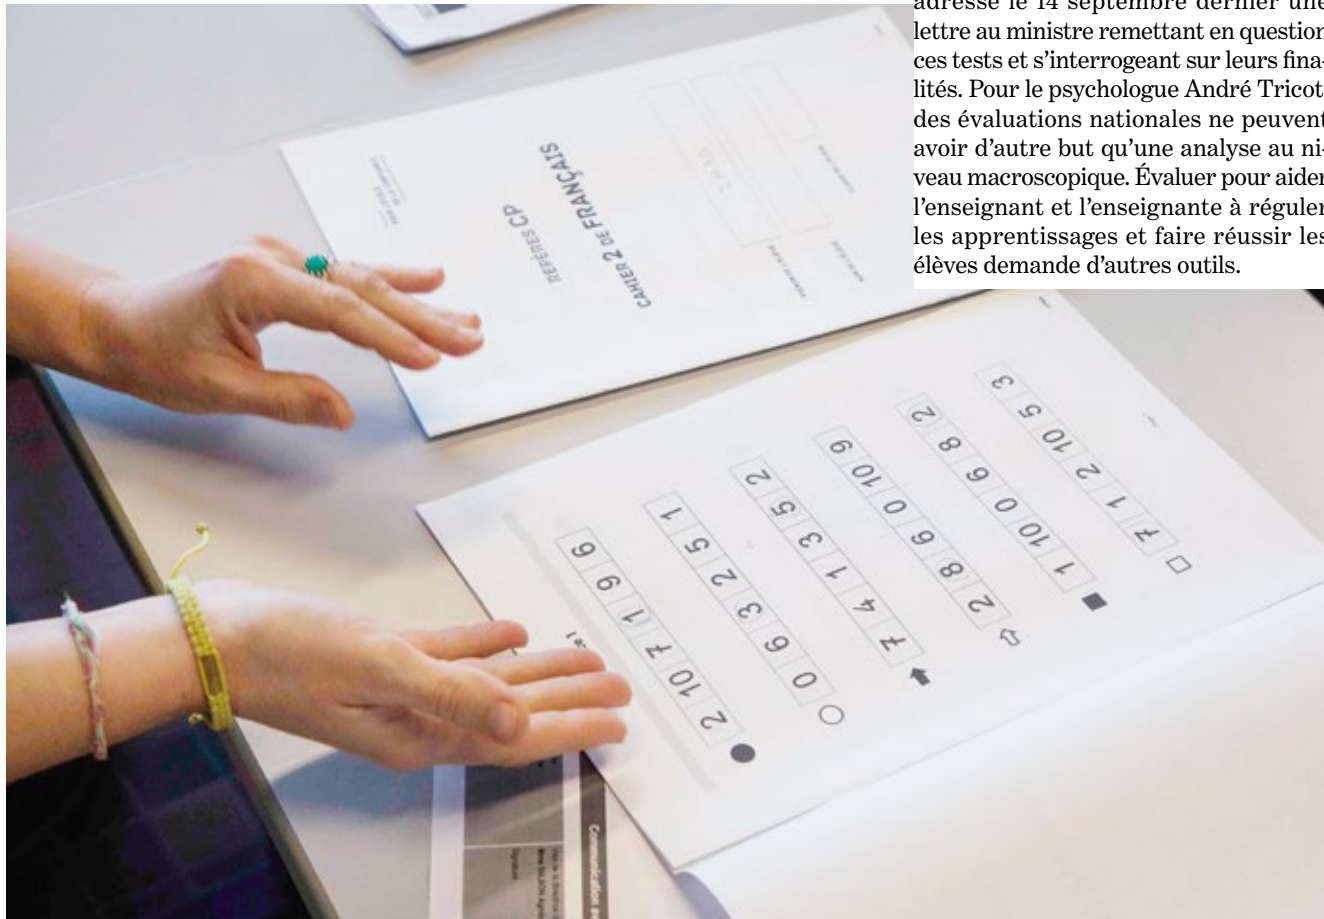 adressé le 14 septembre dernier une
lettre au ministre remettant en question
ces tests et s'interrogeant sur leurs fina-
lités. Pour le psychologue André Tricot
des évaluations nationales ne peuvent
avoir d'autre but qu'une analyse au ni-
veau macroscopique. Évaluer pour aider
l'enseignant et l'enseignante à réguler
les apprentissages et faire réussir les
élèves demande d'autres outils.
REPÈRES CP
CAHIER 2 DE FRANÇAIS
2 10 7 1 9 6
0 6 3 2 5 1
7 4 1 3 5 2
2 8 6 0 10 9
1 10 0 6 8 2
7 1 2 10 5 3
Communication
Signature